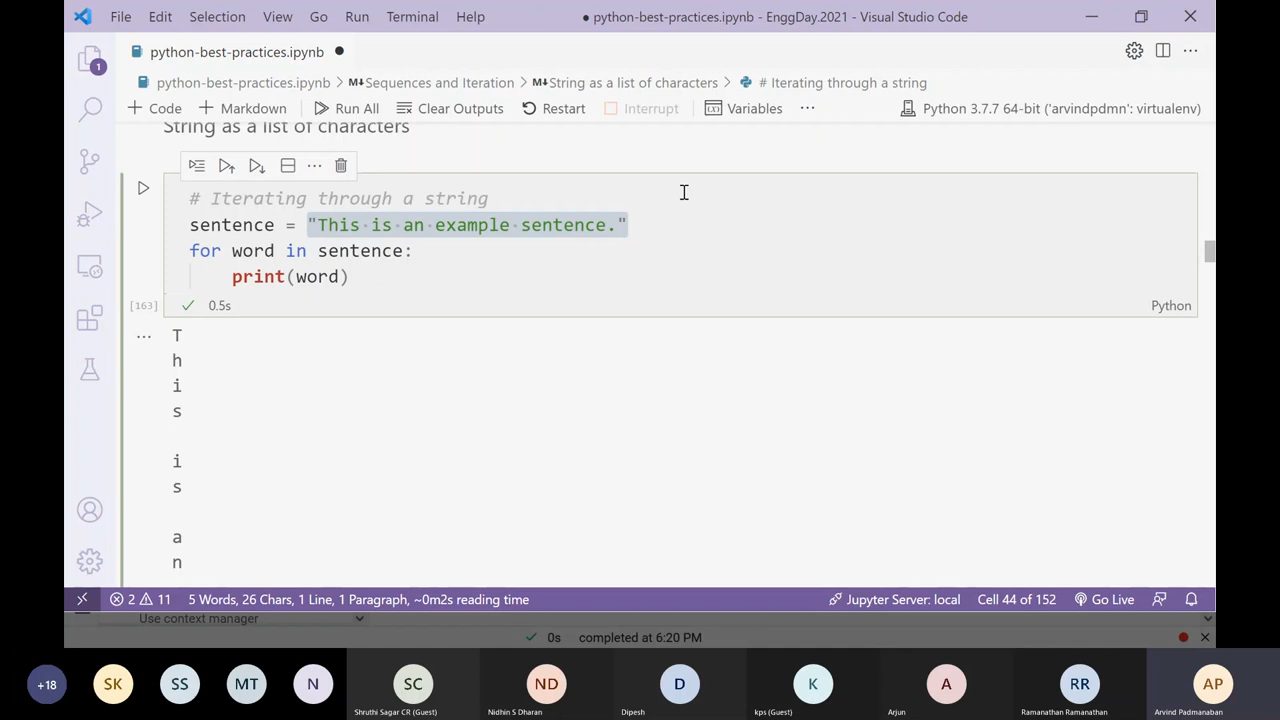 File Edit Selection View Go Run Terminal Help ● python-best-practices.ipynb - EnggDay.2021 - Visual Studio Code
python-best-practices.ipynb
1
python-best-practices.ipynb > M↓Sequences and Iteration > M↓String as a list of characters > # Iterating through a string
+ Code + Markdown Run All Clear Outputs Restart Interrupt Variables ... Python 3.7.7 64-bit ('arvindpdmn': virtualenv)
String as a list of characters
# Iterating through a string
sentence = "This is an example sentence."
for word in sentence:
    print(word)
[163] 0.5s Python
T
h
i
s
i
s
a
n
2 11 5 Words, 26 Chars, 1 Line, 1 Paragraph, ~0m2s reading time Jupyter Server: local Cell 44 of 152 Go Live
Use context manager
0s completed at 6:20 PM
+18 SK SS MT N SC ND D K A RR AP
Shruthi Sagar CR (Guest) Nidhin S Dharan Dipesh kps (Guest) Arjun Ramanathan Ramanathan Arvind Padmanaban